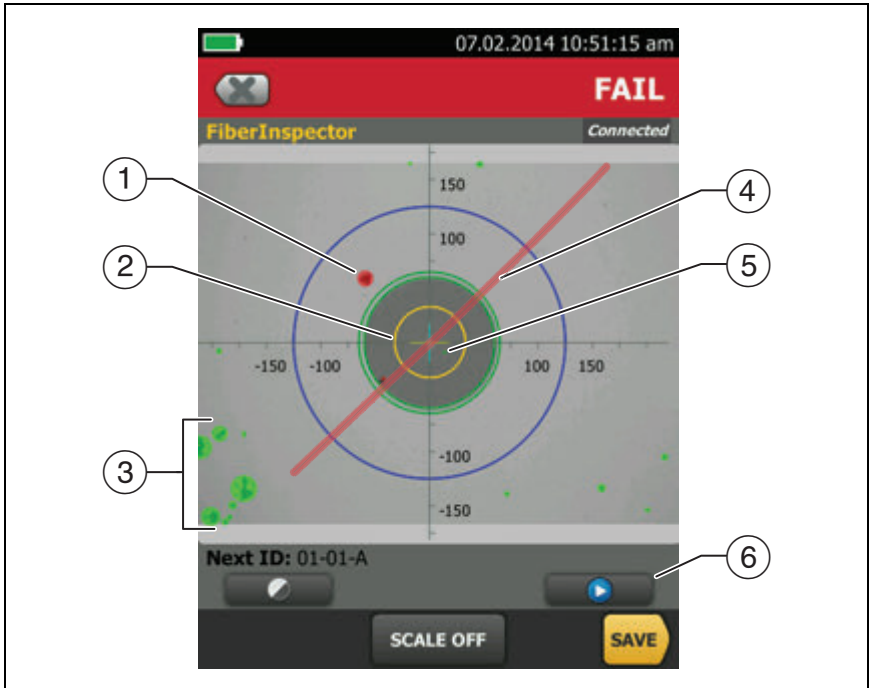 07.02.2014 10:51:15 am
FAIL
FiberInspector
Connected
150
1
4
100
2
5
-150 -100 100 150
3
-100
-150
6
Next ID: 01-01-A
SCALE OFF
SAVE